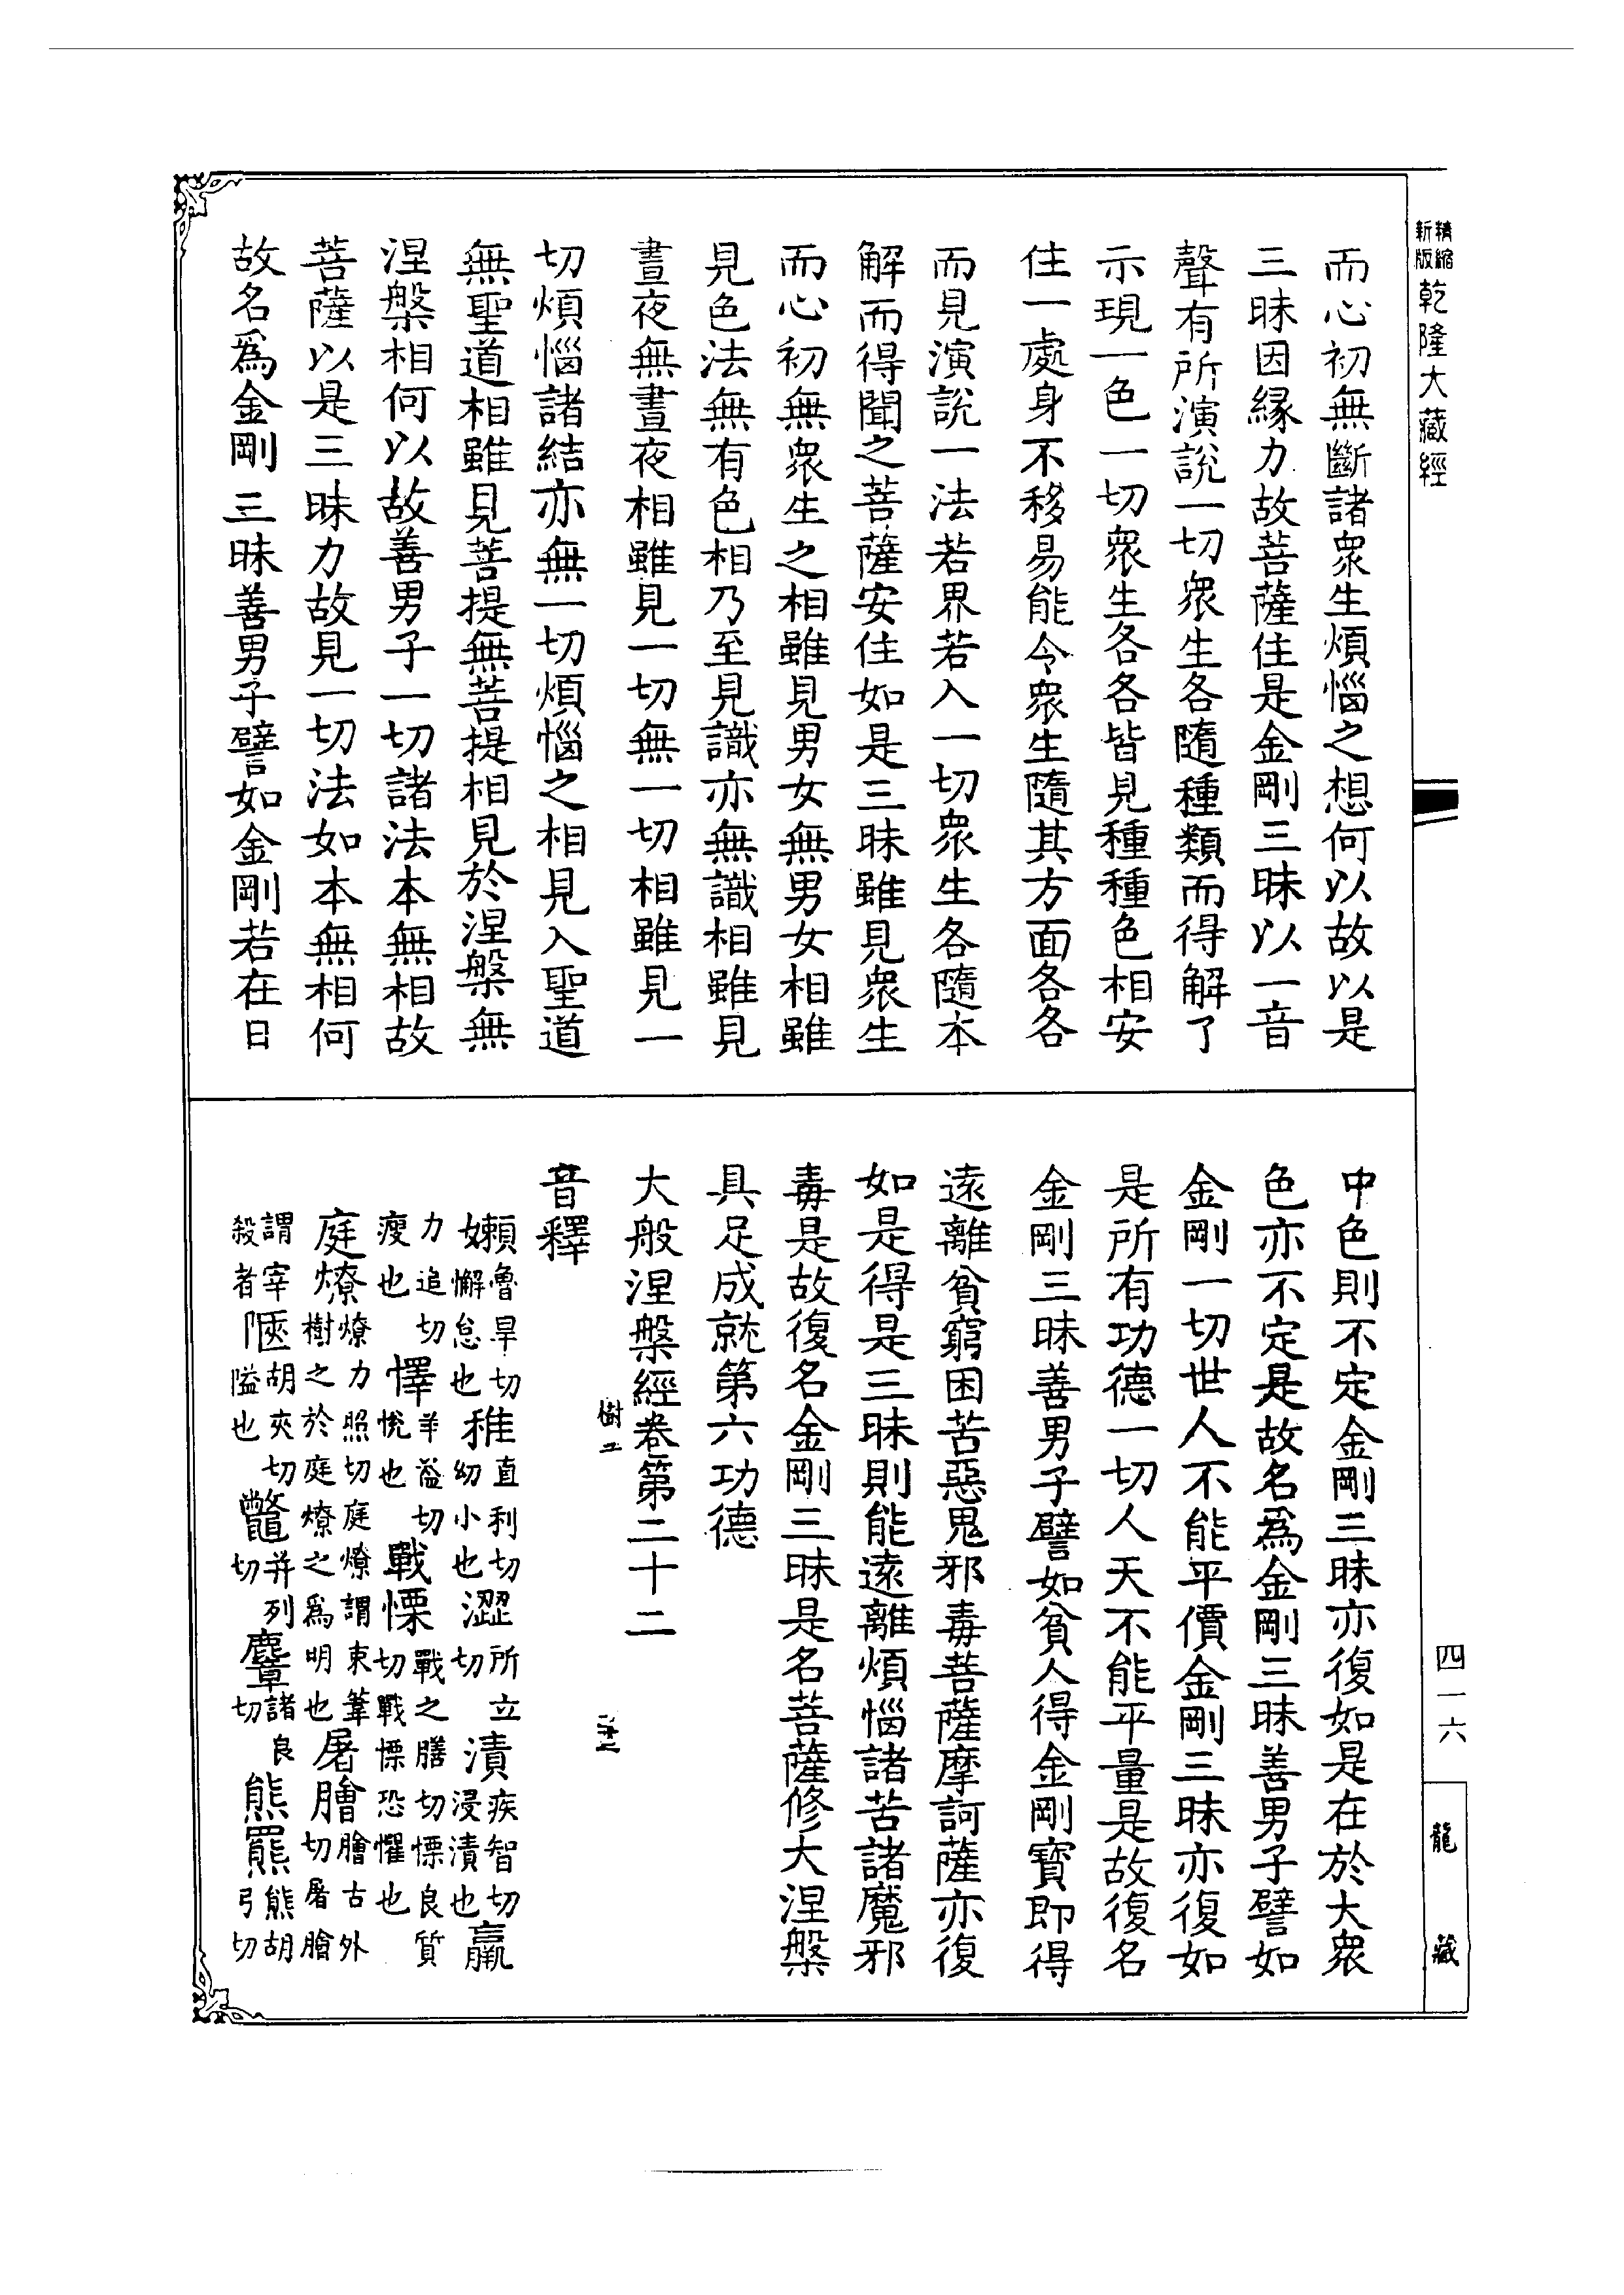 精縮新版 乾隆大藏經
而心初無斷諸衆生煩惱之想何以故以是
三昧因緣力故菩薩住是金剛三昧以一音
聲有所演說一切衆生各隨種類而得解了
示現一色一切衆生各各皆見種種色相安
住一處身不移易能令衆生隨其方面各各
而見演說一法若界若入一切衆生各隨本
解而得聞之菩薩安住如是三昧雖見衆生
而心初無衆生之相雖見男女無男女相雖
見色法無有色相乃至見識亦無識相雖見
晝夜無晝夜相雖見一切無一切相雖見一
切煩惱諸結亦無一切煩惱之相見入聖道
無聖道相雖見菩提無菩提相見於涅槃無
涅槃相何以故善男子一切諸法本無相故
菩薩以是三昧力故見一切法如本無相何
故名爲金剛三昧善男子譬如金剛若在日
中色則不定金剛三昧亦復如是在於大衆
色亦不定是故名爲金剛三昧善男子譬如
金剛一切世人不能平價金剛三昧亦復如
是所有功德一切人天不能平量是故復名
金剛三昧善男子譬如貧人得金剛寶即得
遠離貧窮困苦惡鬼邪毒菩薩摩訶薩亦復
如是得是三昧則能遠離煩惱諸苦諸魔邪
毒是故復名金剛三昧是名菩薩修大涅槃
具足成就第六功德
大般涅槃經卷第二十二
樹
音釋
嬾魯旱切懈怠也稚直利切幼小也澀所立切漬疾智切浸漬也羸
力追切瘦也懌羊益切悅也戰慄戰之膳切慄良質切戰慄恐懼也
庭燎燎力照切庭燎謂束葦樹之於庭燎之爲明也屠膾膾古外切屠膾
謂宰殺者陿胡夾切隘也鼈并列切麞諸良切熊羆熊胡弓切
四一六
龍藏